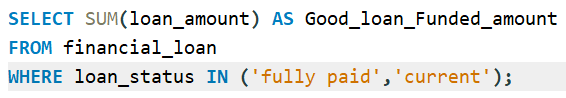 SELECT SUM(loan_amount) AS Good_loan_Funded_amount
FROM financial_loan
WHERE loan_status IN ('fully paid','current');